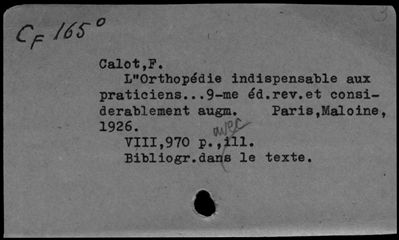 CF 165°
Calot,F.
L"Orthopédie indispensable aux
praticiens...9-me éd.rev.et consi-
derablement augm. Paris,Maloine,
1926.
VIII,970 p.,avec ill.
Bibliogr.dans le texte.